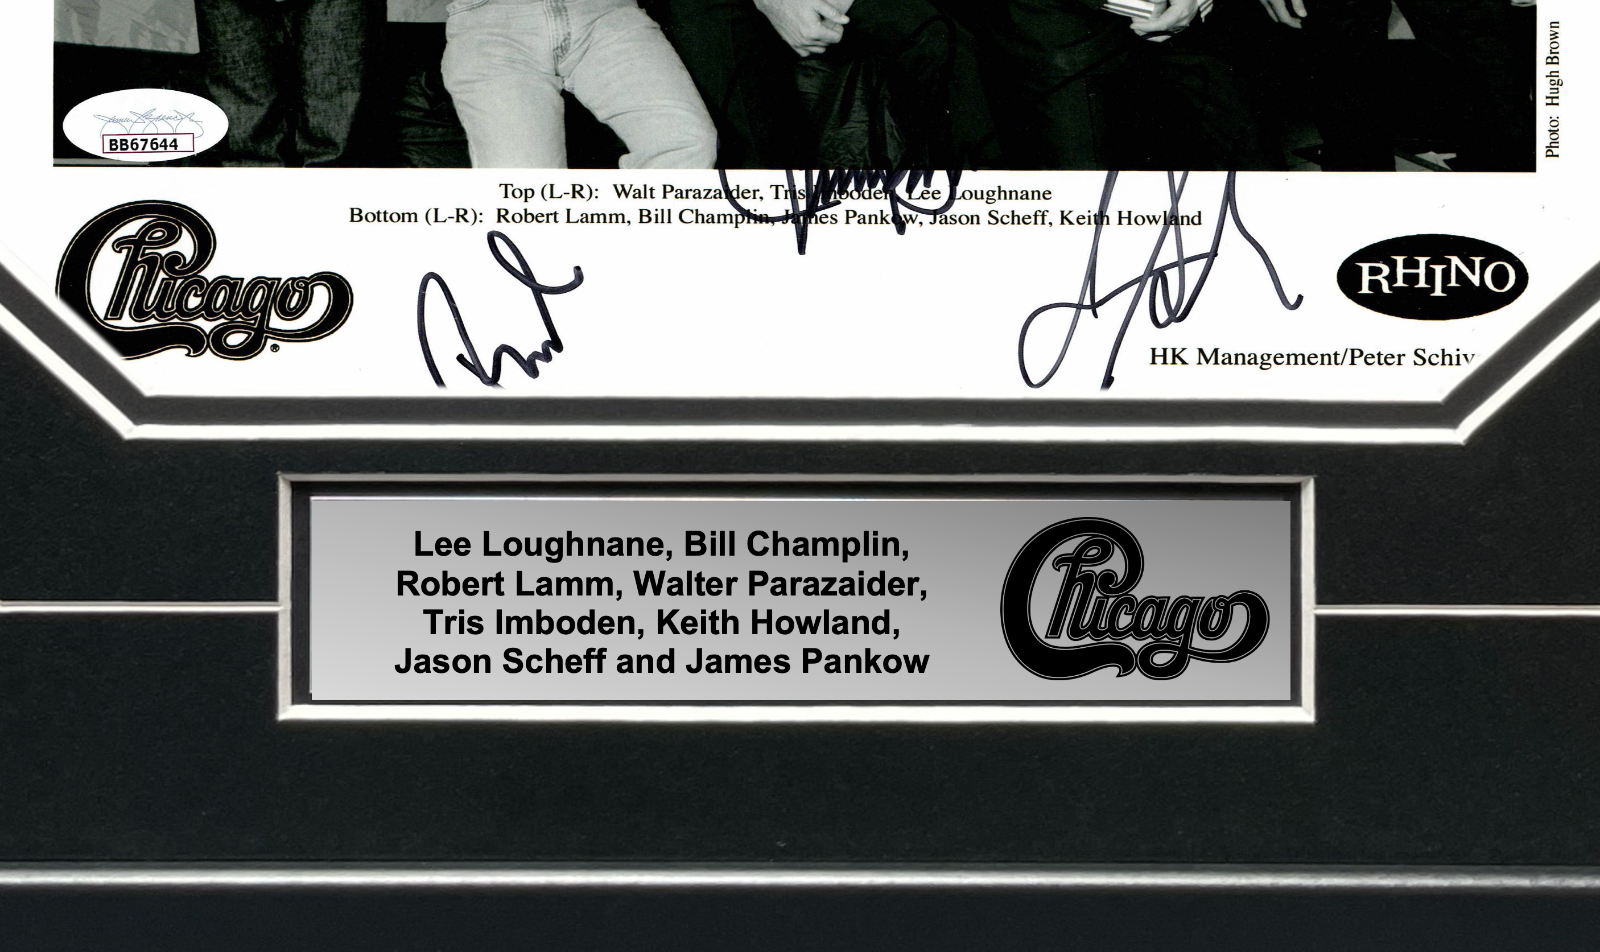 Photo: Hugh Brown
BB67644
Top (L-R): Walt Parazaider, Tris Imboden, Lee Loughnane
Bottom (L-R): Robert Lamm, Bill Champlin, James Pankow, Jason Scheff, Keith Howland
Chicago
®
RHINO
HK Management/Peter Schiv
Lee Loughnane, Bill Champlin,
Robert Lamm, Walter Parazaider,
Tris Imboden, Keith Howland,
Jason Scheff and James Pankow
Chicago